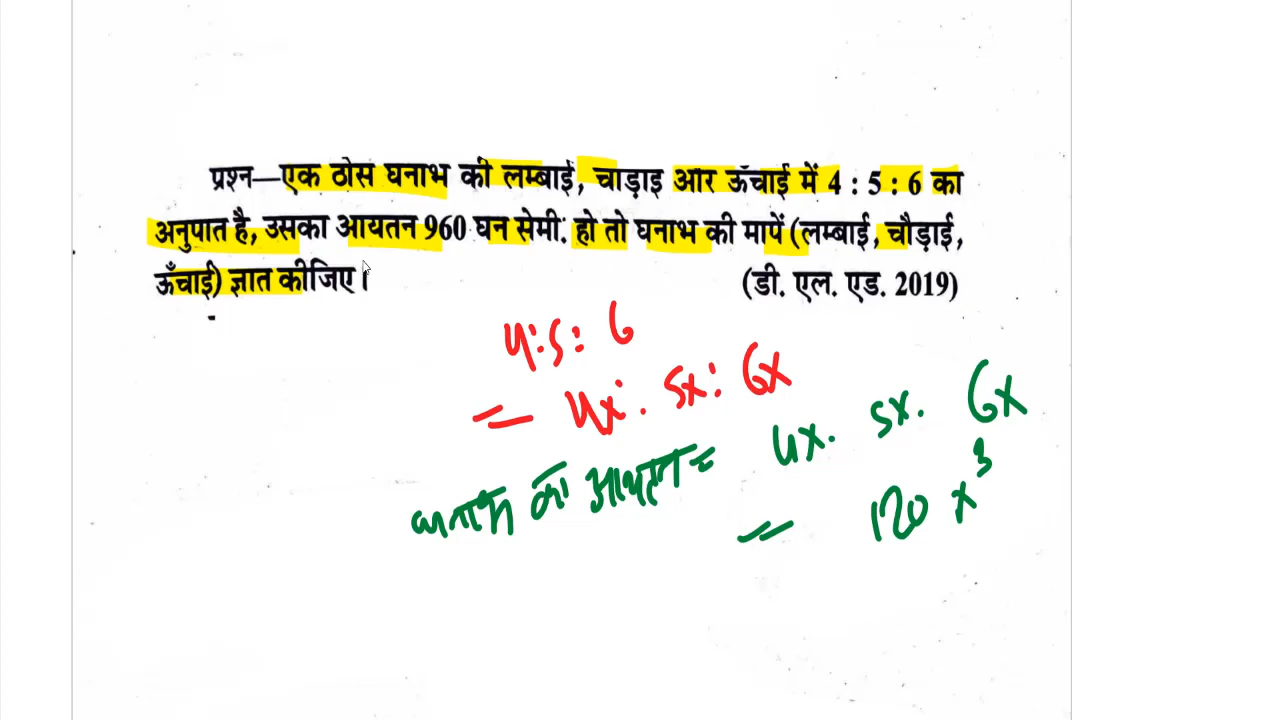 प्रश्न—एक ठोस घनाभ की लम्बाई, चाड़ाइ आर ऊँचाई में 4 : 5 : 6 का
अनुपात है, उसका आयतन 960 घन सेमी. हो तो घनाभ की मापें (लम्बाई, चौड़ाई,
ऊँचाई) ज्ञात कीजिए।
(डी. एल. एड. 2019)
4:5:6
= 4x: 5x: 6x
घनाभ का आयतन = 4x. 5x. 6x
= 120 x³